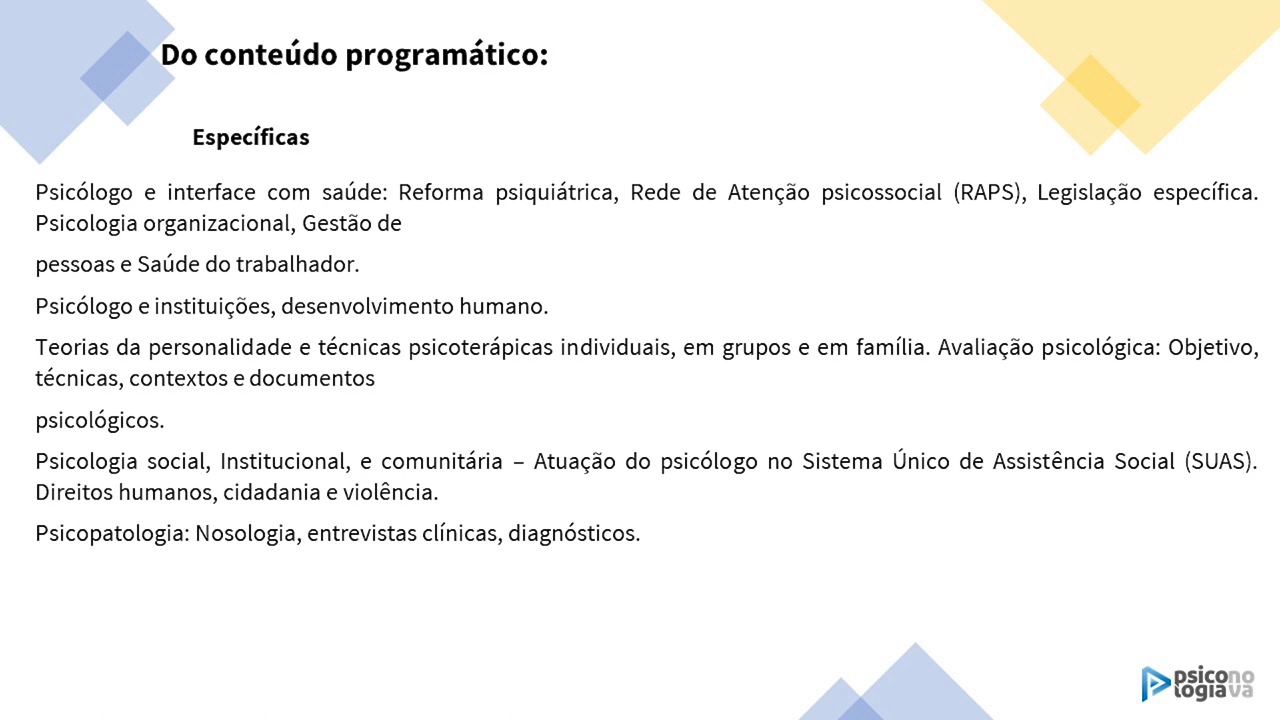 Do conteúdo programático:
Específicas
Psicólogo e interface com saúde: Reforma psiquiátrica, Rede de Atenção psicossocial (RAPS), Legislação específica.
Psicologia organizacional, Gestão de
pessoas e Saúde do trabalhador.
Psicólogo e instituições, desenvolvimento humano.
Teorias da personalidade e técnicas psicoterápicas individuais, em grupos e em família. Avaliação psicológica: Objetivo,
técnicas, contextos e documentos
psicológicos.
Psicologia social, Institucional, e comunitária – Atuação do psicólogo no Sistema Único de Assistência Social (SUAS).
Direitos humanos, cidadania e violência.
Psicopatologia: Nosologia, entrevistas clínicas, diagnósticos.
psicono
logiava